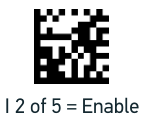 I 2 of 5 = Enable